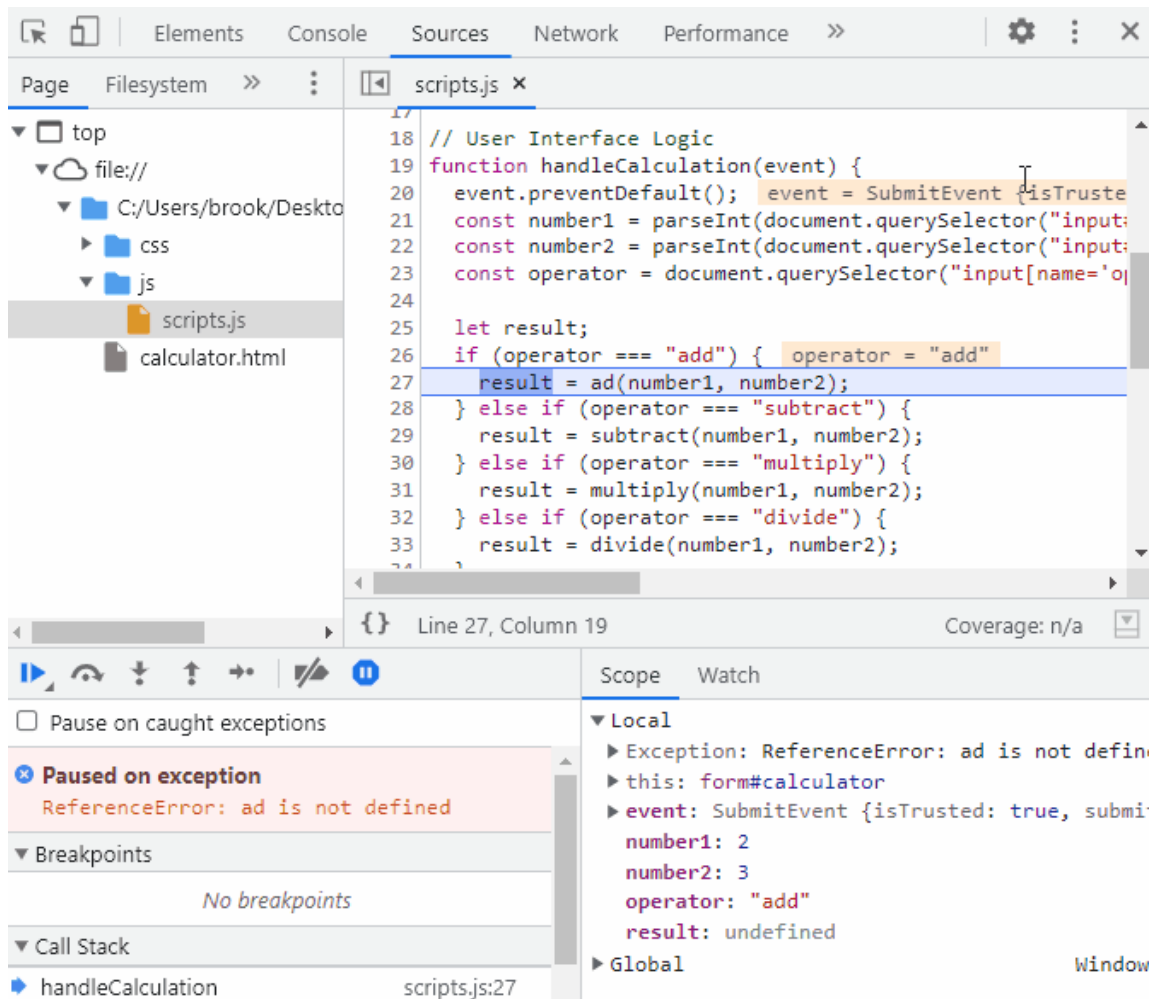 Elements Console Sources Network Performance »
Page Filesystem »
scripts.js ×
top
file://
C:/Users/brook/Deskto
css
js
scripts.js
calculator.html
17
18 // User Interface Logic
19 function handleCalculation(event) {
20 event.preventDefault(); event = SubmitEvent {isTruste
21 const number1 = parseInt(document.querySelector("input
22 const number2 = parseInt(document.querySelector("input
23 const operator = document.querySelector("input[name='op
24
25 let result;
26 if (operator === "add") { operator = "add"
27 result = ad(number1, number2);
28 } else if (operator === "subtract") {
29 result = subtract(number1, number2);
30 } else if (operator === "multiply") {
31 result = multiply(number1, number2);
32 } else if (operator === "divide") {
33 result = divide(number1, number2);
34 }
{} Line 27, Column 19 Coverage: n/a
Pause on caught exceptions
Paused on exception
ReferenceError: ad is not defined
Breakpoints
No breakpoints
Call Stack
handleCalculation scripts.js:27
Scope Watch
Local
Exception: ReferenceError: ad is not define
this: form#calculator
event: SubmitEvent {isTrusted: true, submit
number1: 2
number2: 3
operator: "add"
result: undefined
Global Window